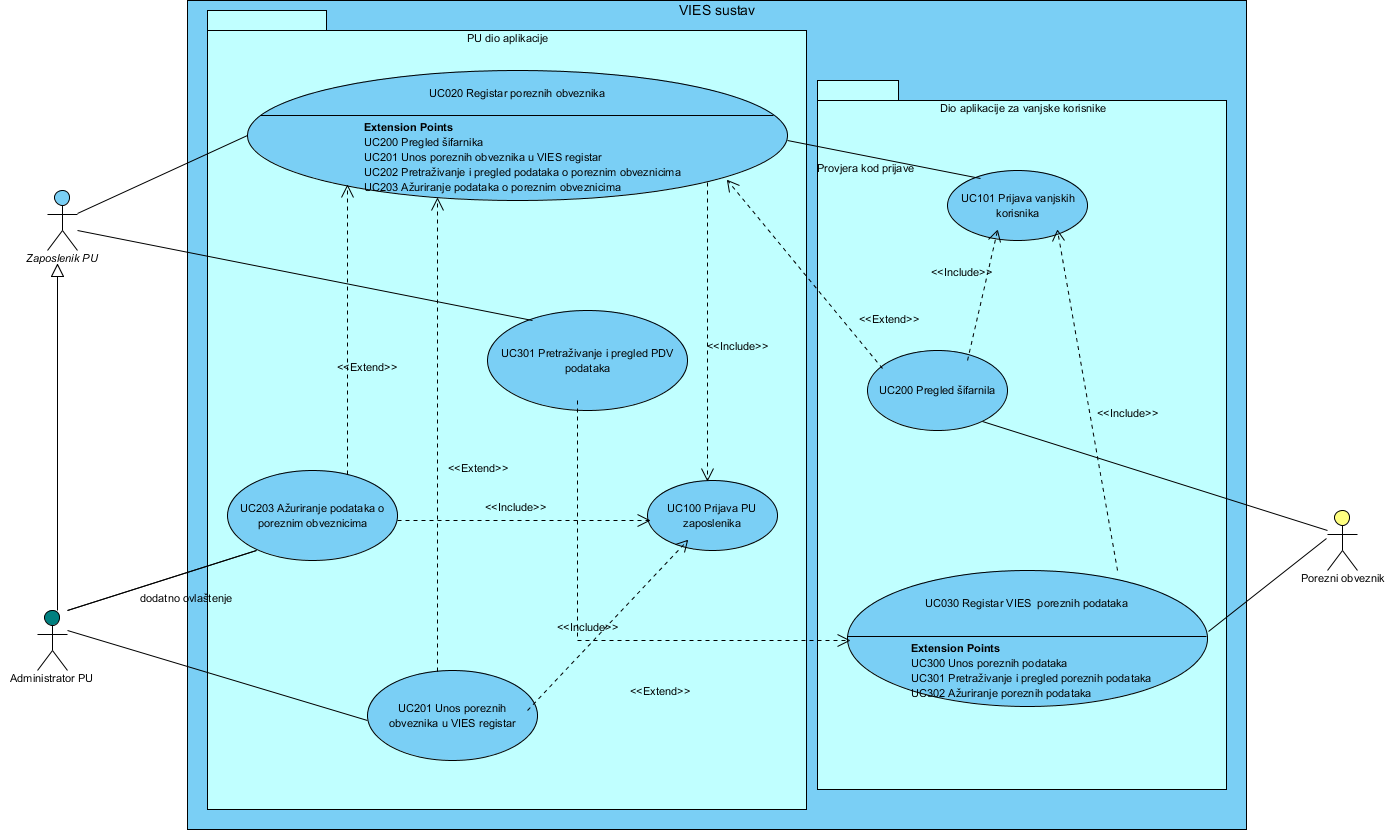 VIES sustav
PU dio aplikacije
UC020 Registar poreznih obveznika
Extension Points
UC200 Pregled šifarnika
UC201 Unos poreznih obveznika u VIES registar
UC202 Pretraživanje i pregled podataka o poreznim obveznicima
UC203 Ažuriranje podataka o poreznim obveznicima
Dio aplikacije za vanjske korisnike
Provjera kod prijave
UC101 Prijava vanjskih
korisnika
Zaposlenik PU
<<Include>>
<<Extend>>
<<Include>>
UC301 Pretraživanje i pregled PDV
podataka
<<Extend>>
UC200 Pregled šifarnila
<<Include>>
<<Extend>>
UC203 Ažuriranje podataka o
poreznim obveznicima
<<Include>>
UC100 Prijava PU
zaposlenika
Porezni obveznik
dodatno ovlaštenje
Administrator PU
<<Include>>
UC030 Registar VIES  poreznih podataka
Extension Points
UC300 Unos poreznih podataka
UC301 Pretraživanje i pregled poreznih podataka
UC302 Ažuriranje poreznih podataka
<<Extend>>
UC201 Unos poreznih
obveznika u VIES registar